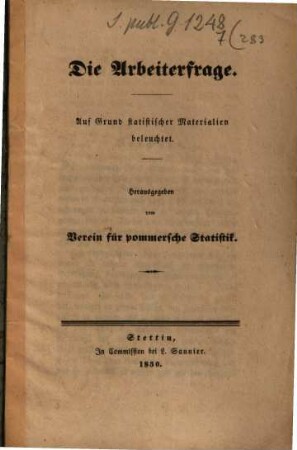 J. publ. G 1248
7 (283
Die Arbeiterfrage.
Auf Grund statistischer Materialien
beleuchtet.
Herausgegeben
vom
Verein für pommersche Statistik.
Stettin,
In Commission bei L. Saunier.
1850.